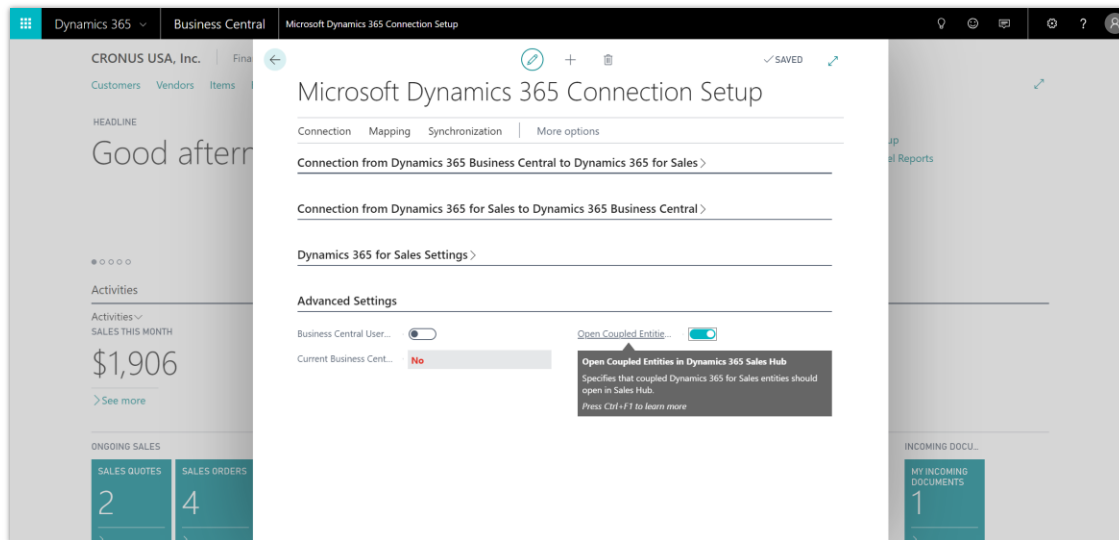 Dynamics 365
Business Central
Microsoft Dynamics 365 Connection Setup
?
CRONUS USA, Inc.
Fina
Customers Vendors Items
HEADLINE
Good aftern
Activities
Activities
SALES THIS MONTH
$1,906
See more
ONGOING SALES
SALES QUOTES
2
SALES ORDERS
4
SAVED
Microsoft Dynamics 365 Connection Setup
Connection Mapping Synchronization More options
Connection from Dynamics 365 Business Central to Dynamics 365 for Sales
Connection from Dynamics 365 for Sales to Dynamics 365 Business Central
Dynamics 365 for Sales Settings
Advanced Settings
Business Central User...
Open Coupled Entitie...
Current Business Cent...
No
Open Coupled Entities in Dynamics 365 Sales Hub
Specifies that coupled Dynamics 365 for Sales entities should
open in Sales Hub.
Press Ctrl+F1 to learn more
up
el Reports
INCOMING DOCU...
MY INCOMING
DOCUMENTS
1